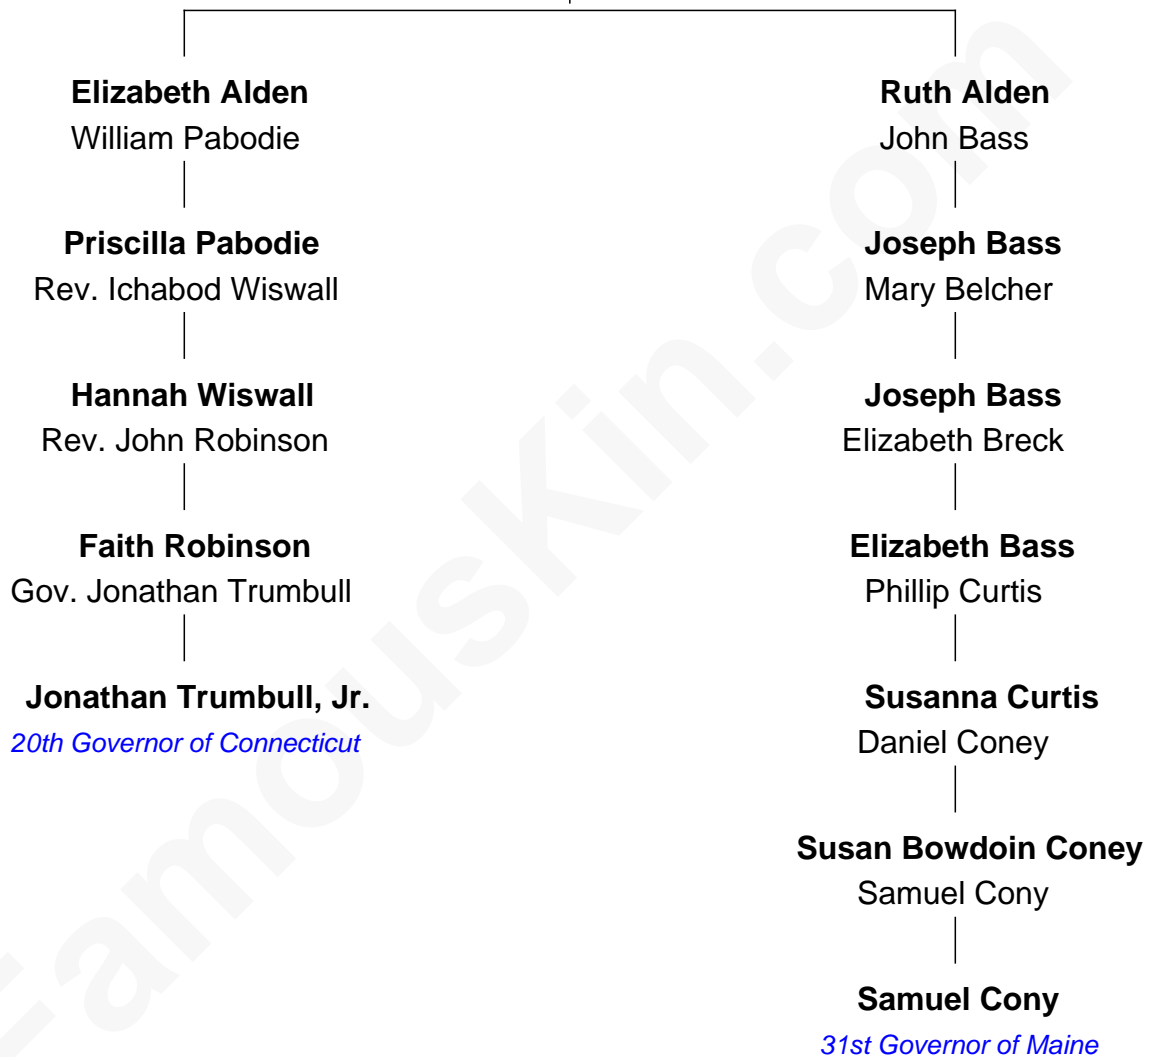 Elizabeth Alden
William Pabodie
Priscilla Pabodie
Rev. Ichabod Wiswall
Hannah Wiswall
Rev. John Robinson
Faith Robinson
Gov. Jonathan Trumbull
Jonathan Trumbull, Jr.
20th Governor of Connecticut
Ruth Alden
John Bass
Joseph Bass
Mary Belcher
Joseph Bass
Elizabeth Breck
Elizabeth Bass
Phillip Curtis
Susanna Curtis
Daniel Coney
Susan Bowdoin Coney
Samuel Cony
Samuel Cony
31st Governor of Maine
FamousKin.com